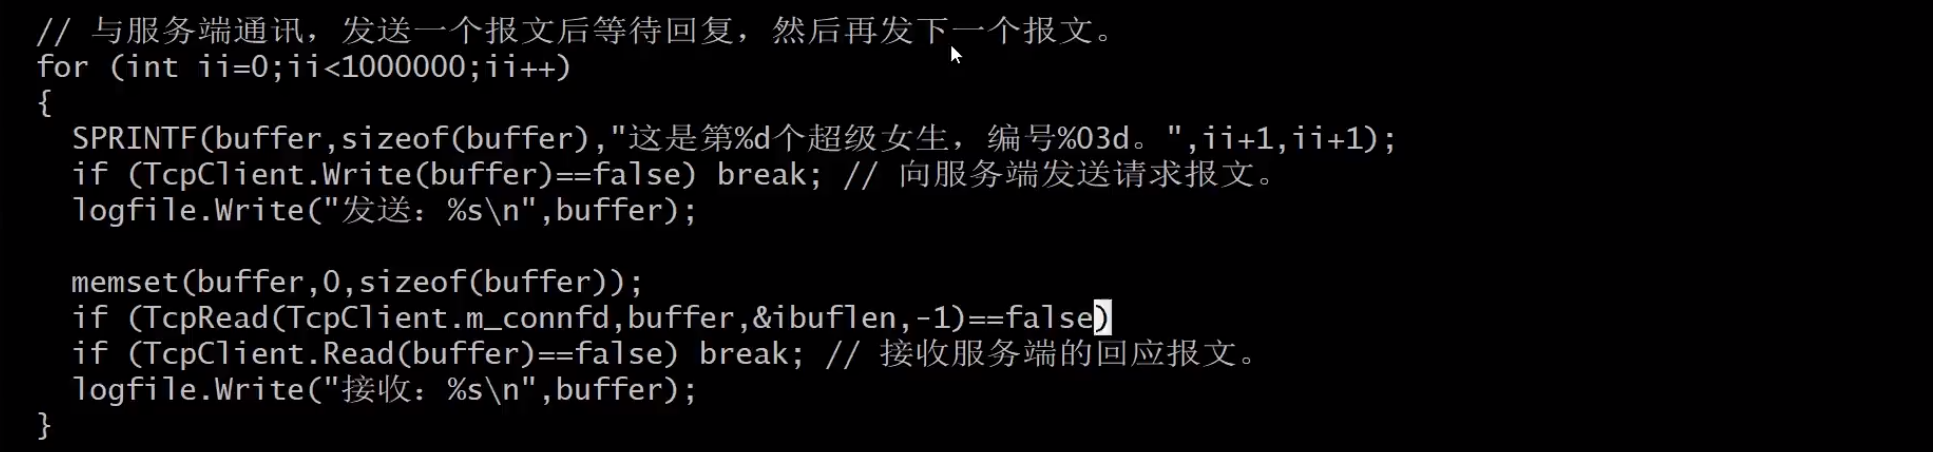 // 与服务端通讯，发送一个报文后等待回复，然后再发下一个报文。
for (int ii=0;ii<1000000;ii++)
{
  SPRINTF(buffer,sizeof(buffer),"这是第%d个超级女生，编号%03d。",ii+1,ii+1);
  if (TcpClient.Write(buffer)==false) break; // 向服务端发送请求报文。
  logfile.Write("发送：%s\n",buffer);

  memset(buffer,0,sizeof(buffer));
  if (TcpRead(TcpClient.m_connfd,buffer,&ibuflen,-1)==false)
  if (TcpClient.Read(buffer)==false) break; // 接收服务端的回应报文。
  logfile.Write("接收：%s\n",buffer);
}